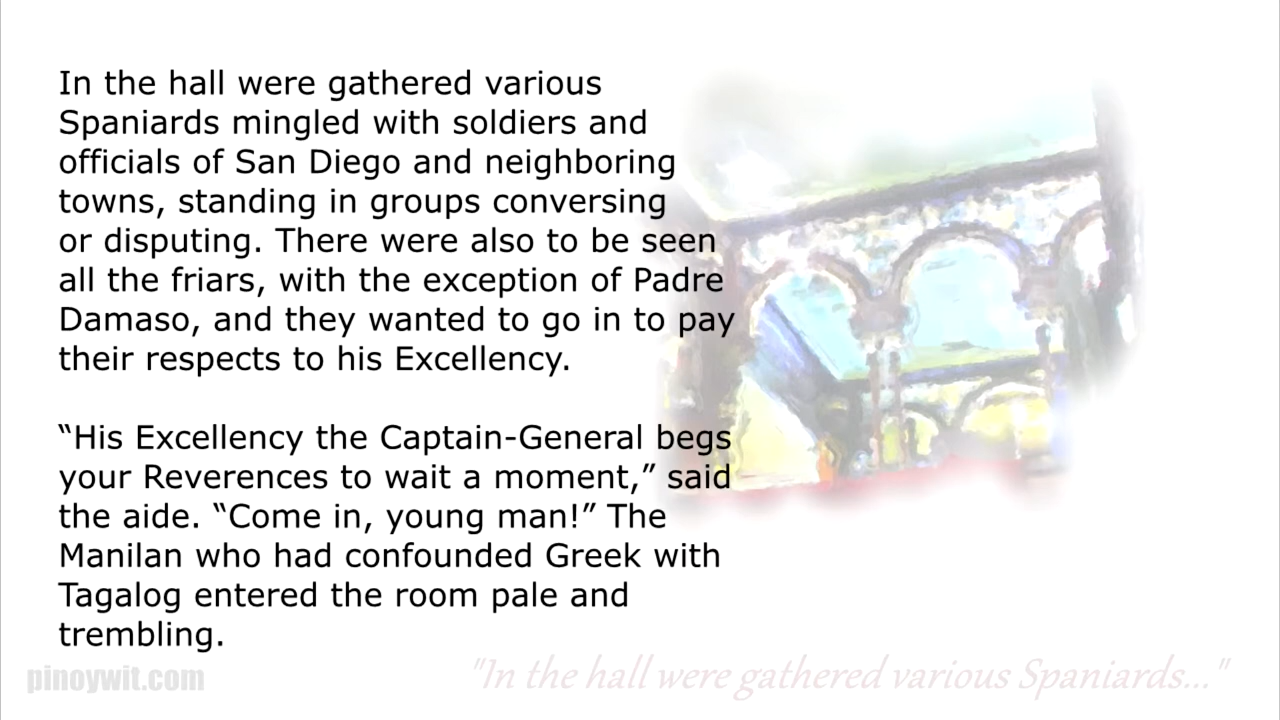 In the hall were gathered various
Spaniards mingled with soldiers and
officials of San Diego and neighboring
towns, standing in groups conversing
or disputing. There were also to be seen
all the friars, with the exception of Padre
Damaso, and they wanted to go in to pay
their respects to his Excellency.
“His Excellency the Captain-General begs
your Reverences to wait a moment,” said
the aide. “Come in, young man!” The
Manilan who had confounded Greek with
Tagalog entered the room pale and
trembling.
pinoywit.com
"In the hall were gathered various Spaniards..."